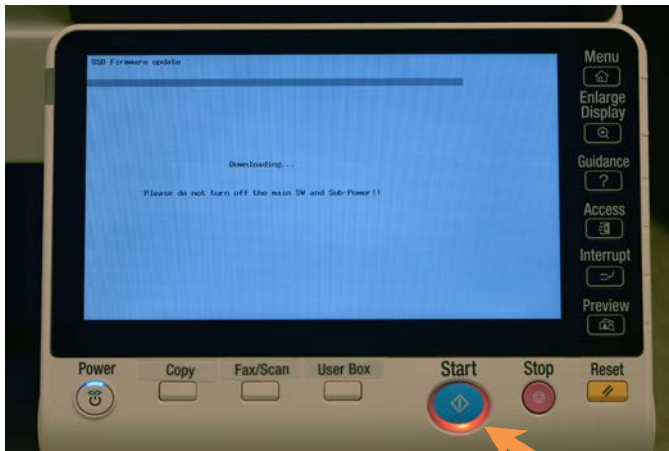 SSD Firmware update
Downloading...
Please do not turn off the main SW and Sub-Power!!
Menu
Enlarge
Display
Guidance
?
Access
Interrupt
Preview
Power
Copy
Fax/Scan
User Box
Start
Stop
Reset